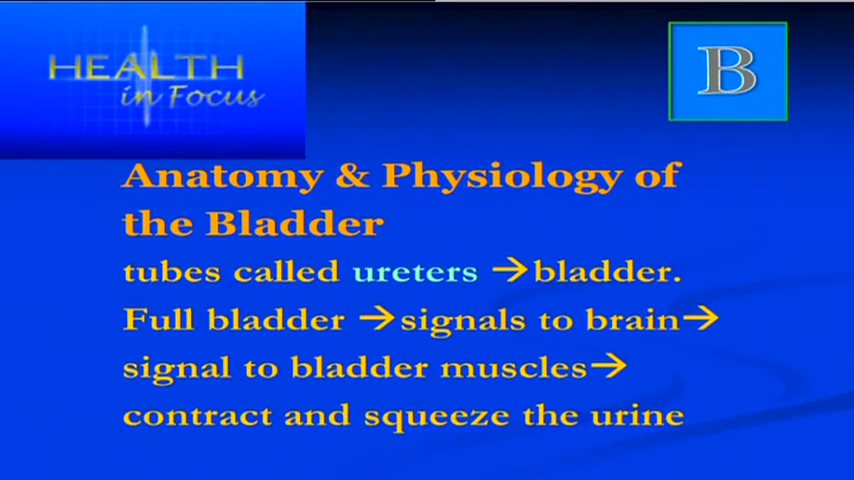 HEALTH
in Focus
B
Anatomy & Physiology of
the Bladder
tubes called ureters →bladder.
Full bladder →signals to brain→
signal to bladder muscles→
contract and squeeze the urine